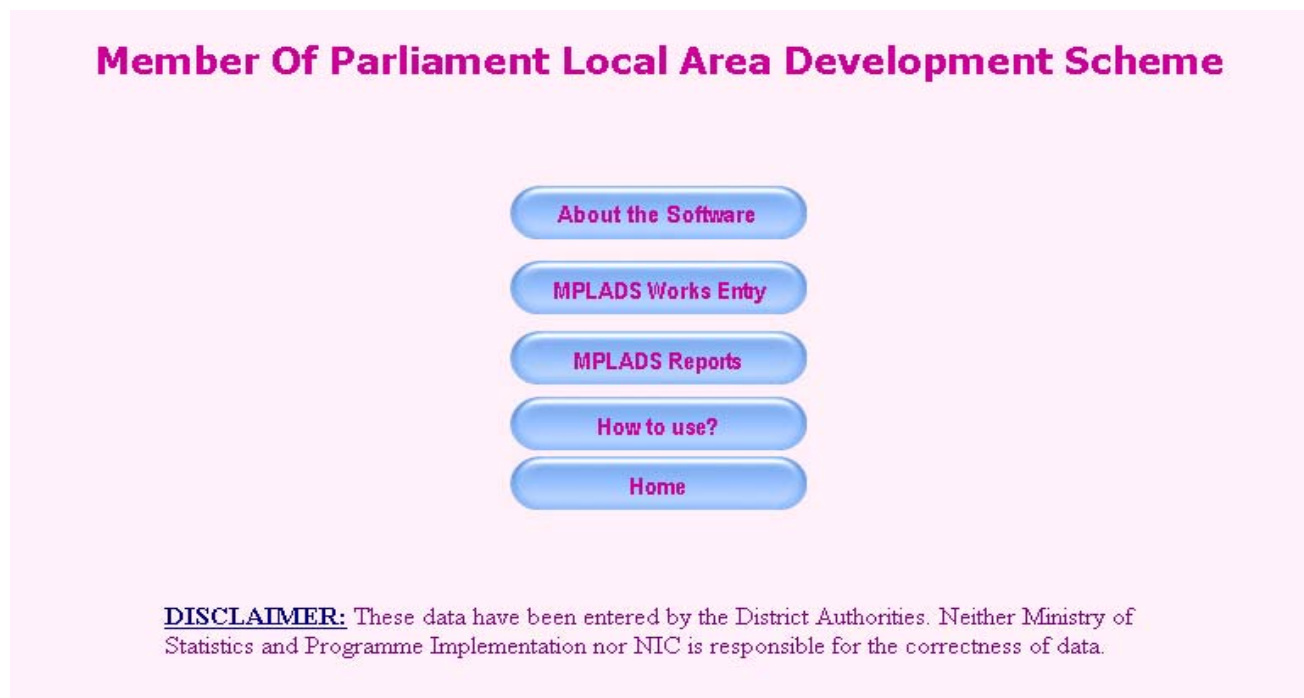 Member Of Parliament Local Area Development Scheme
About the Software
MPLADS Works Entry
MPLADS Reports
How to use?
Home
DISCLAIMER: These data have been entered by the District Authorities. Neither Ministry of
Statistics and Programme Implementation nor NIC is responsible for the correctness of data.